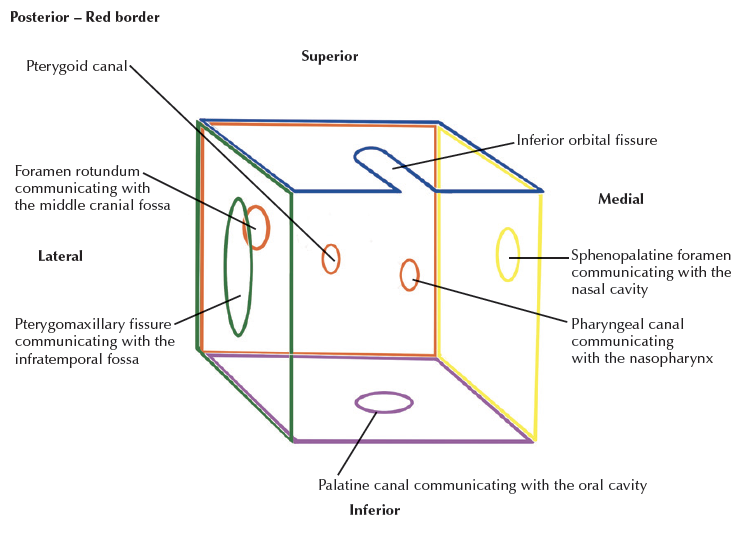 Posterior – Red border
Superior
Pterygoid canal
Inferior orbital fissure
Foramen rotundum
communicating with
the middle cranial fossa
Medial
Lateral
Sphenopalatine foramen
communicating with the
nasal cavity
Pterygomaxillary fissure
communicating with the
infratemporal fossa
Pharyngeal canal
communicating
with the nasopharynx
Palatine canal communicating with the oral cavity
Inferior